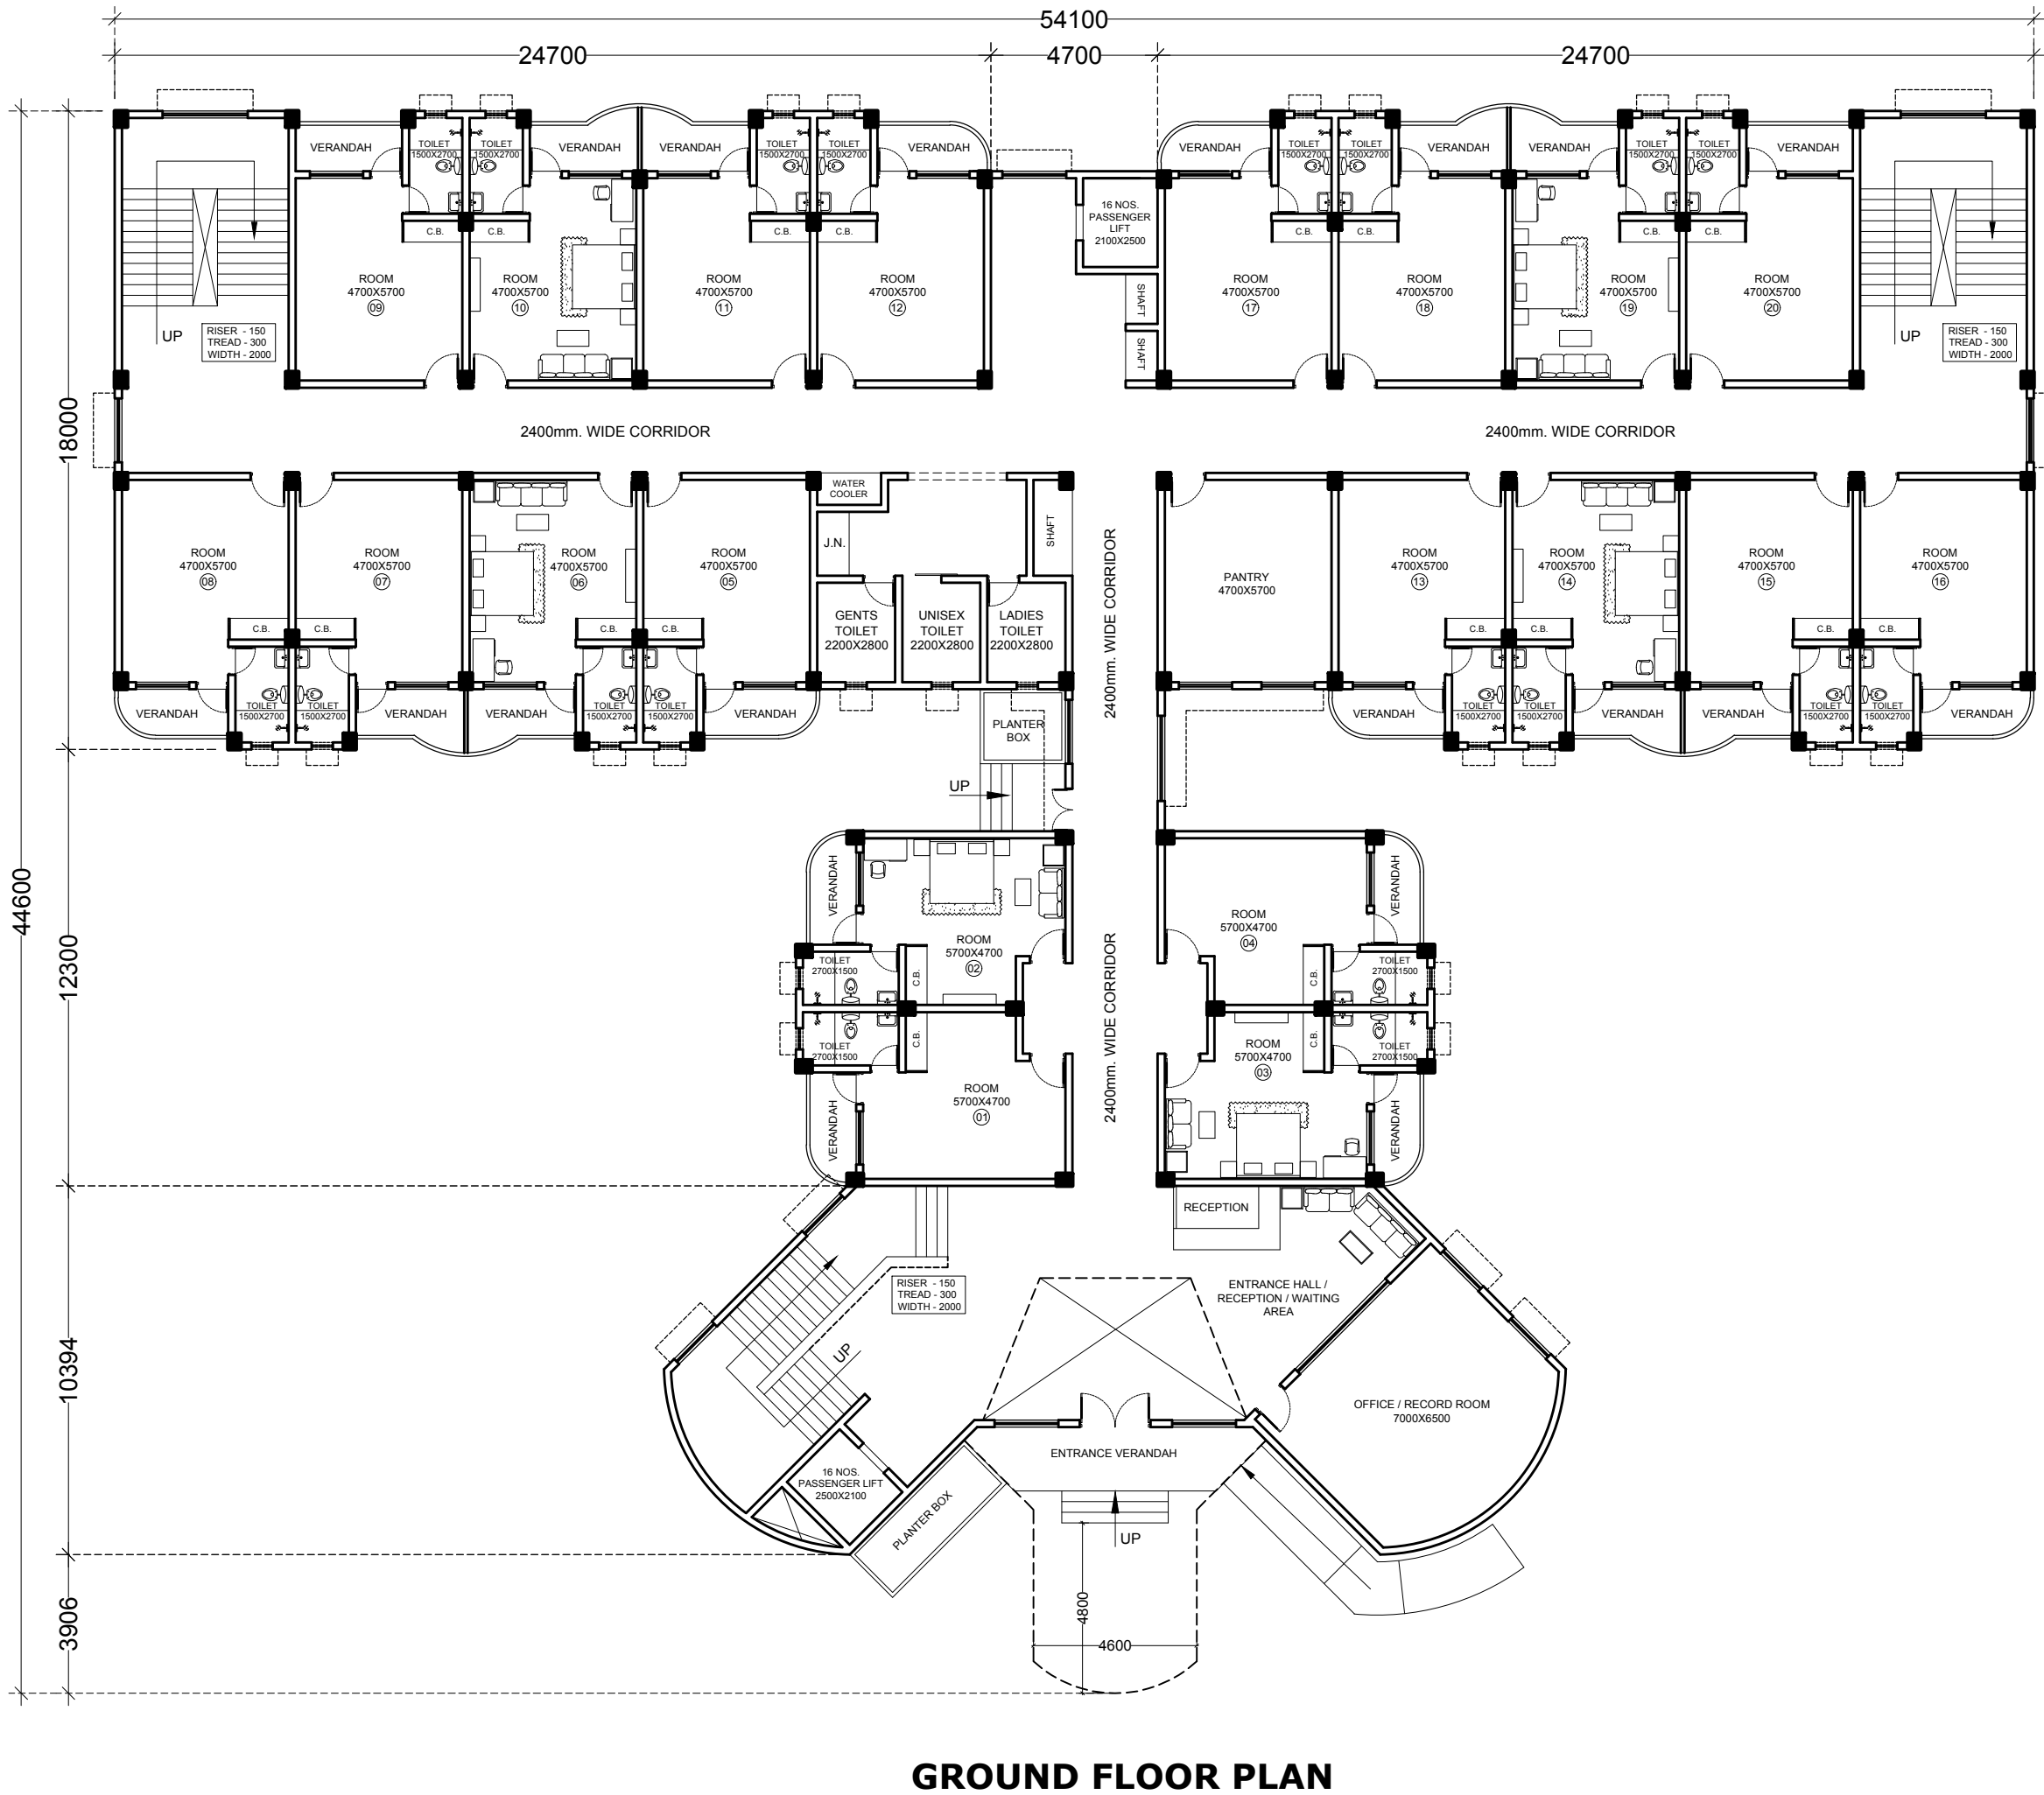 54100
24700
4700
24700
VERANDAH
TOILET
1500X2700
TOILET
1500X2700
VERANDAH
VERANDAH
TOILET
1500X2700
TOILET
1500X2700
VERANDAH
VERANDAH
TOILET
1500X2700
TOILET
1500X2700
VERANDAH
VERANDAH
TOILET
1500X2700
TOILET
1500X2700
VERANDAH
C.B.
C.B.
C.B.
C.B.
16 NOS.
PASSENGER
LIFT
2100X2500
C.B.
C.B.
C.B.
C.B.
ROOM
4700X5700
09
ROOM
4700X5700
10
ROOM
4700X5700
11
ROOM
4700X5700
12
SHAFT
SHAFT
ROOM
4700X5700
17
ROOM
4700X5700
18
ROOM
4700X5700
19
ROOM
4700X5700
20
UP
RISER - 150
TREAD - 300
WIDTH - 2000
UP
RISER - 150
TREAD - 300
WIDTH - 2000
18000
2400mm. WIDE CORRIDOR
2400mm. WIDE CORRIDOR
WATER
COOLER
J.N.
SHAFT
ROOM
4700X5700
08
ROOM
4700X5700
07
ROOM
4700X5700
06
ROOM
4700X5700
05
2400mm. WIDE CORRIDOR
PANTRY
4700X5700
ROOM
4700X5700
13
ROOM
4700X5700
14
ROOM
4700X5700
15
ROOM
4700X5700
16
GENTS
TOILET
2200X2800
UNISEX
TOILET
2200X2800
LADIES
TOILET
2200X2800
C.B.
C.B.
C.B.
C.B.
C.B.
C.B.
C.B.
C.B.
VERANDAH
TOILET
1500X2700
TOILET
1500X2700
VERANDAH
VERANDAH
TOILET
1500X2700
TOILET
1500X2700
VERANDAH
PLANTER
BOX
VERANDAH
TOILET
1500X2700
TOILET
1500X2700
VERANDAH
VERANDAH
TOILET
1500X2700
TOILET
1500X2700
VERANDAH
UP
44600
12300
VERANDAH
ROOM
5700X4700
02
TOILET
2700X1500
C.B.
2400mm. WIDE CORRIDOR
ROOM
5700X4700
04
VERANDAH
C.B.
TOILET
2700X1500
TOILET
2700X1500
C.B.
ROOM
5700X4700
01
VERANDAH
ROOM
5700X4700
03
C.B.
TOILET
2700X1500
VERANDAH
RECEPTION
RISER - 150
TREAD - 300
WIDTH - 2000
ENTRANCE HALL /
RECEPTION / WAITING
AREA
10394
UP
OFFICE / RECORD ROOM
7000X6500
ENTRANCE VERANDAH
16 NOS.
PASSENGER LIFT
2500X2100
PLANTER BOX
UP
3906
4800
4600
GROUND FLOOR PLAN